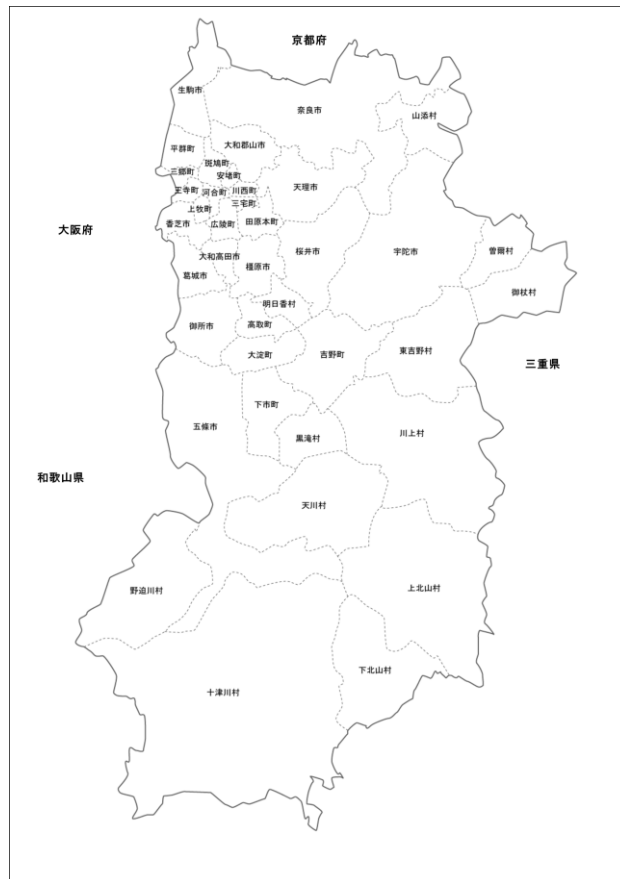 京都府
生駒市
奈良市
山添村
平群町
大和郡山市
斑鳩町
三郷町
安堵町
天理市
王寺町
河合町
川西町
三宅町
上牧町
香芝市
広陵町
田原本町
大阪府
桜井市
宇陀市
曽爾村
大和高田市
橿原市
葛城市
御杖村
明日香村
御所市
高取町
大淀町
吉野町
東吉野村
三重県
下市町
五條市
黒滝村
川上村
和歌山県
天川村
野迫川村
上北山村
下北山村
十津川村